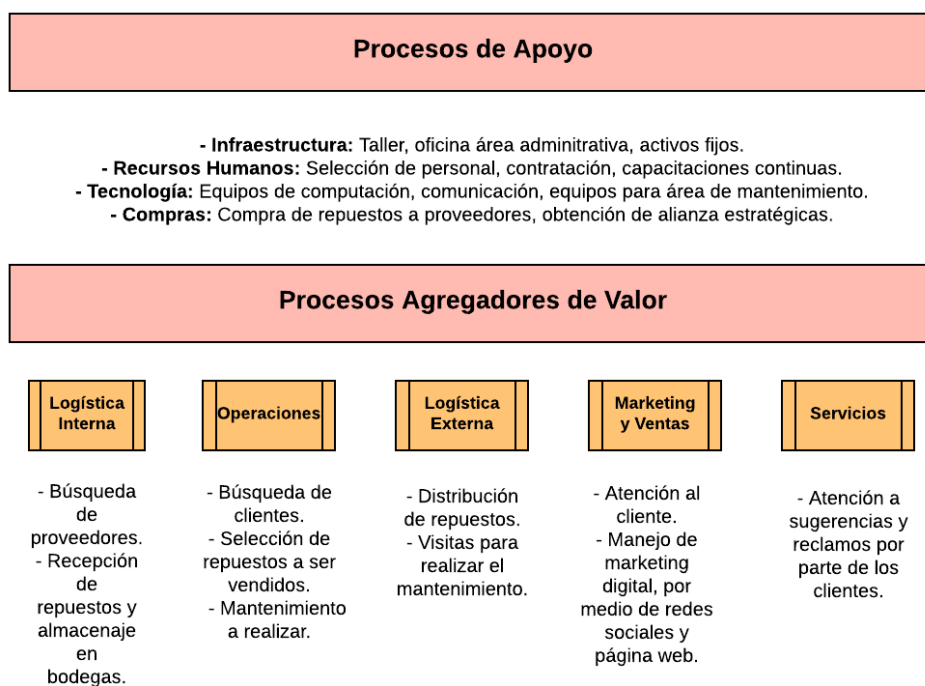 Procesos de Apoyo
- Infraestructura: Taller, oficina área adminitrativa, activos fijos.
- Recursos Humanos: Selección de personal, contratación, capacitaciones continuas.
- Tecnología: Equipos de computación, comunicación, equipos para área de mantenimiento.
- Compras: Compra de repuestos a proveedores, obtención de alianza estratégicas.
Procesos Agregadores de Valor
Logística
Interna
- Búsqueda
de
proveedores.
- Recepción
de
repuestos y
almacenaje
en
bodegas.
Operaciones
- Búsqueda de
clientes.
- Selección de
repuestos a ser
vendidos.
- Mantenimiento
a realizar.
Logística
Externa
- Distribución
de repuestos.
- Visitas para
realizar el
mantenimiento.
Marketing
y Ventas
- Atención al
cliente.
- Manejo de
marketing
digital, por
medio de redes
sociales y
página web.
Servicios
- Atención a
sugerencias y
reclamos por
parte de los
clientes.